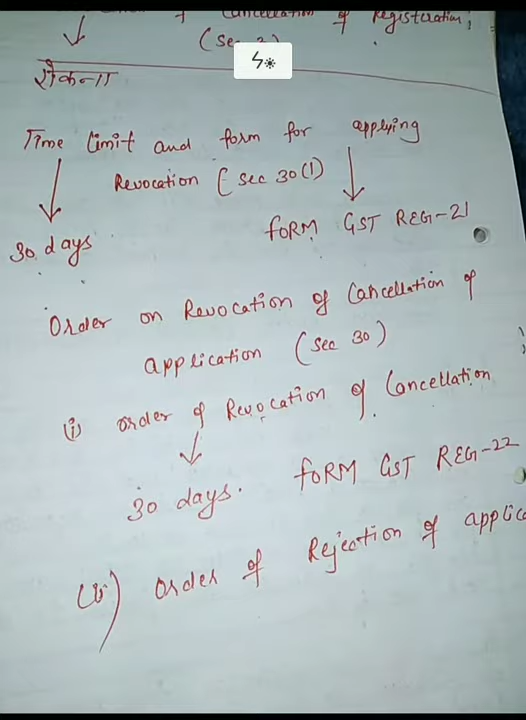 of Cancellation of Registration;
(Sec
रोकना
Time limit and form for applying
Revocation (sec 30(1)
30 days
FORM GST REG-21
Order on Revocation of Cancellation of
application (sec 30)
(i) order of Revocation of Cancellation
30 days. FORM GST REG-22
(ii) order of Rejection of applica